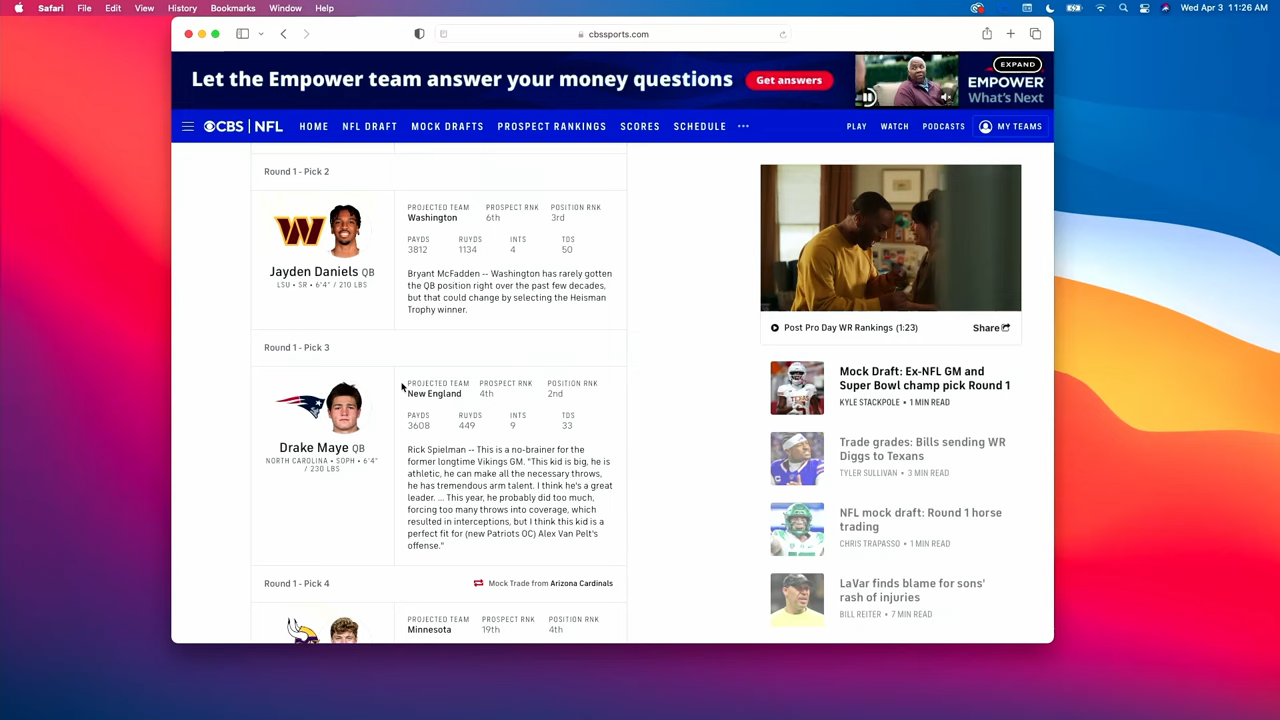 Safari File Edit View History Bookmarks Window Help Wed Apr 3 11:26 AM
cbssports.com
Let the Empower team answer your money questions Get answers EXPAND
EMPOWER
What's Next
CBS NFL HOME NFL DRAFT MOCK DRAFTS PROSPECT RANKINGS SCORES SCHEDULE ••• PLAY WATCH PODCASTS MY TEAMS
Round 1 - Pick 2
PROJECTED TEAM PROSPECT RNK POSITION RNK
Washington 6th 3rd
PAYDS RUYDS INTS TDS
3812 1134 4 50
Jayden Daniels QB
LSU • SR • 6'4" / 210 LBS
Bryant McFadden -- Washington has rarely gotten
the QB position right over the past few decades,
but that could change by selecting the Heisman
Trophy winner.
Round 1 - Pick 3
PROJECTED TEAM PROSPECT RNK POSITION RNK
New England 4th 2nd
PAYDS RUYDS INTS TDS
3608 449 9 33
Drake Maye QB
NORTH CAROLINA • SOPH • 6'4"
/ 230 LBS
Rick Spielman -- This is a no-brainer for the
former longtime Vikings GM. "This kid is big, he is
athletic, he can make all the necessary throws,
he has tremendous arm talent. I think he's a great
leader. ... This year, he probably did too much,
forcing too many throws into coverage, which
resulted in interceptions, but I think this kid is a
perfect fit for (new Patriots OC) Alex Van Pelt's
offense."
Round 1 - Pick 4 Mock Trade from Arizona Cardinals
PROJECTED TEAM PROSPECT RNK POSITION RNK
Minnesota 19th 4th
Post Pro Day WR Rankings (1:23) Share
Mock Draft: Ex-NFL GM and
Super Bowl champ pick Round 1
KYLE STACKPOLE • 1 MIN READ
Trade grades: Bills sending WR
Diggs to Texans
TYLER SULLIVAN • 3 MIN READ
NFL mock draft: Round 1 horse
trading
CHRIS TRAPASSO • 1 MIN READ
LaVar finds blame for sons'
rash of injuries
BILL REITER • 7 MIN READ